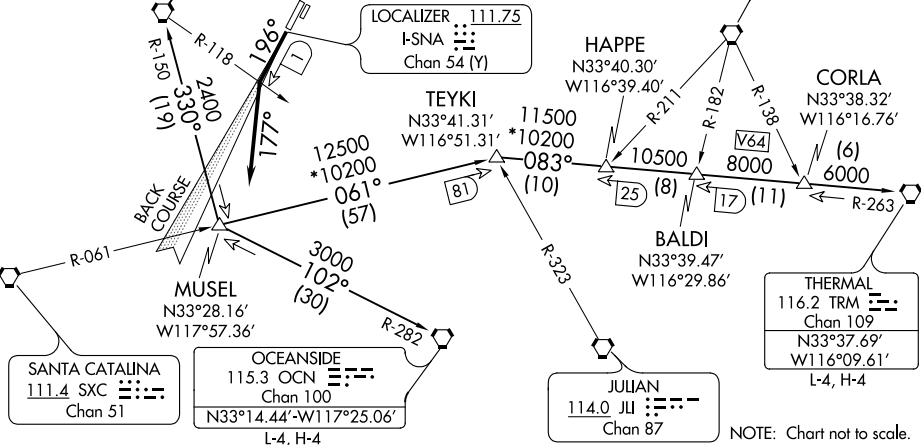 LOCALIZER 111.75
I-SNA
Chan 54 (Y)
R-118
196°
1
R-150
2400
330°
(19)
177°
BACK
COURSE
TEYKI
N33°41.31′
W116°51.31′
HAPPE
N33°40.30′
W116°39.40′
R-211
R-182
R-138
CORLA
N33°38.32′
W116°16.76′
12500
*10200
061°
(57)
81
11500
*10200
083°
(10)
25
10500
(8)
17
V64
8000
(11)
(6)
6000
R-263
R-061
MUSEL
N33°28.16′
W117°57.36′
3000
102°
(30)
R-282
R-323
BALDI
N33°39.47′
W116°29.86′
THERMAL
116.2 TRM
Chan 109
N33°37.69′
W116°09.61′
L-4, H-4
SANTA CATALINA
111.4 SXC
Chan 51
OCEANSIDE
115.3 OCN
Chan 100
N33°14.44′-W117°25.06′
L-4, H-4
JULIAN
114.0 JLI
Chan 87
NOTE: Chart not to scale.